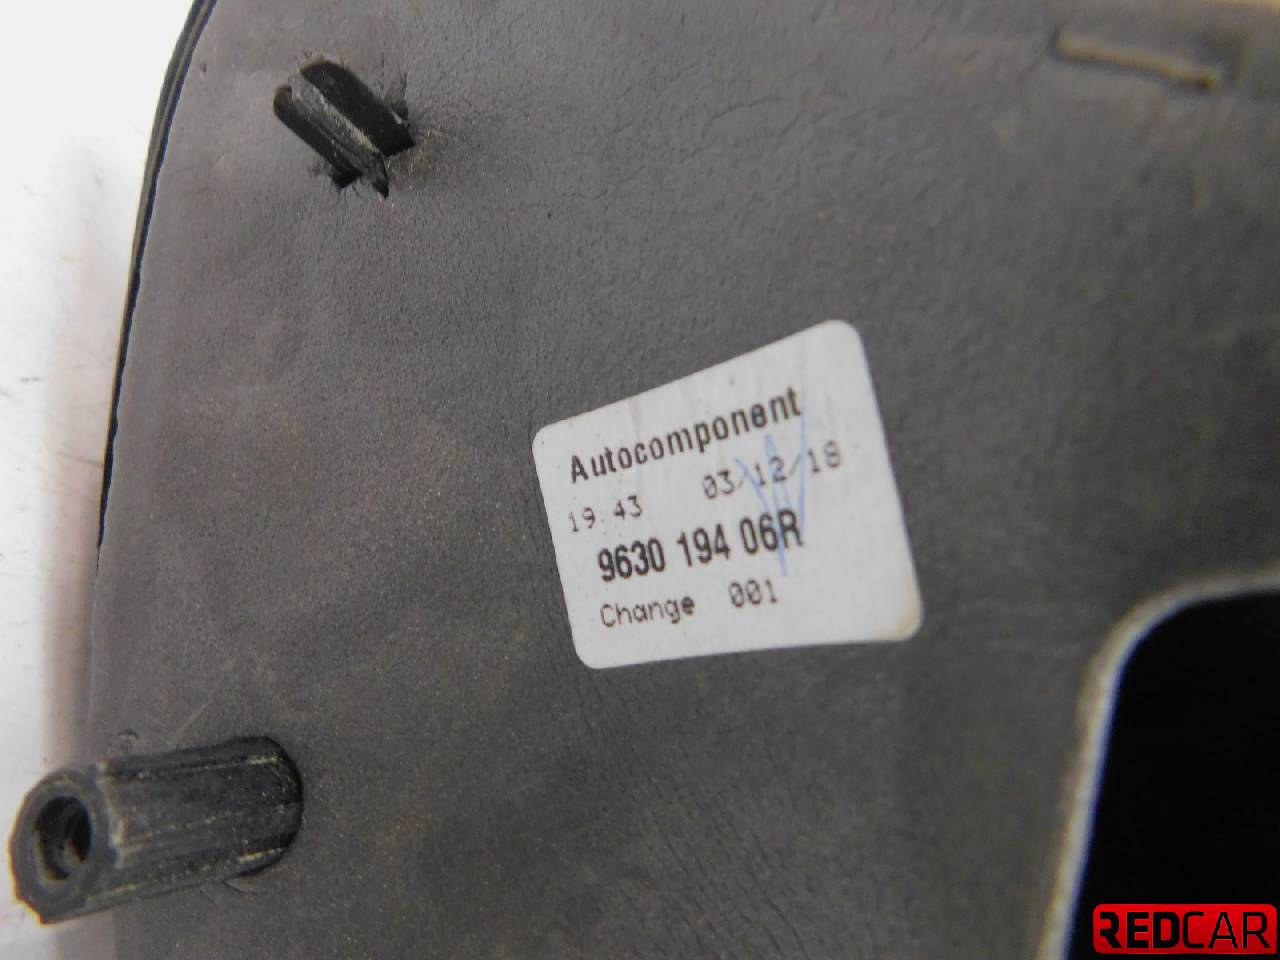 Autocomponent
19.43 03/12/18
9630 194 06R
Change 001
REDCAR